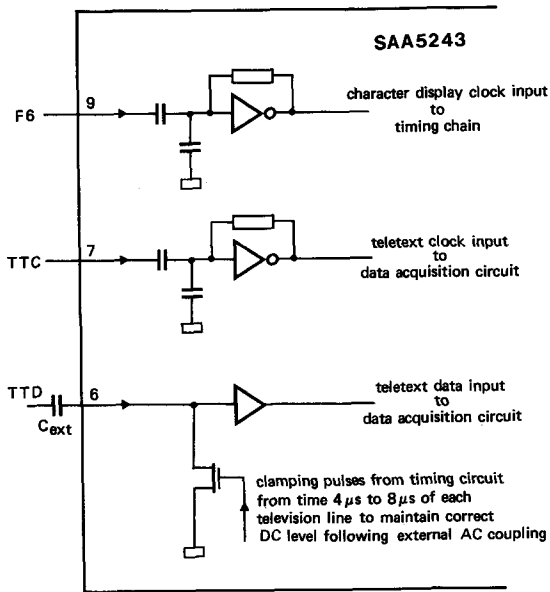 SAA5243
F6
9
character display clock input
to
timing chain
TTC
7
teletext clock input
to
data acquisition circuit
TTD
Cext
6
teletext data input
to
data acquisition circuit
clamping pulses from timing circuit
from time 4 μs to 8 μs of each
television line to maintain correct
DC level following external AC coupling